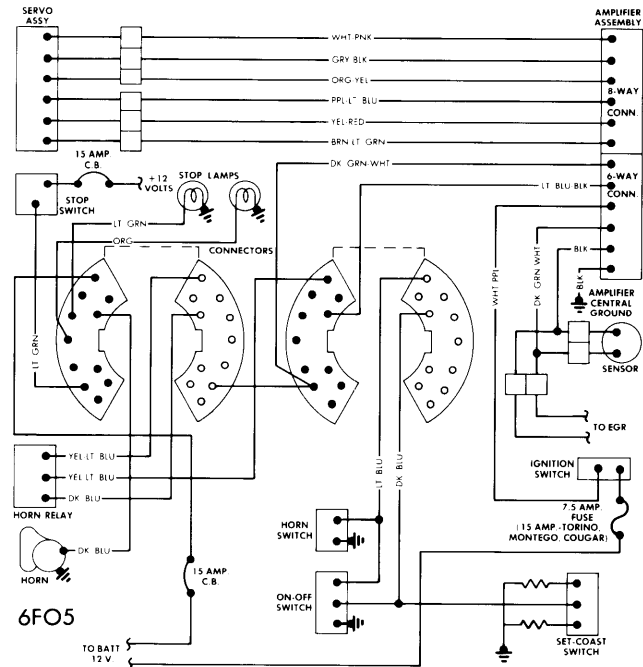 SERVO
ASSY
AMPLIFIER
ASSEMBLY
WHT-PNK
GRY BLK
ORG-YEL
PPL-LT BLU
YEL-RED
BRN LT GRN
8-WAY
CONN.
DK GRN-WHT
LT BLU-BLK
6-WAY
CONN.
15 AMP
C.B.
+12
VOLTS
STOP LAMPS
STOP
SWITCH
LT GRN
ORG
CONNECTORS
LT GRN
WHT PPL
DK GRN WHT
BLK
BLK
AMPLIFIER
CENTRAL
GROUND
SENSOR
TO EGR
YEL-LT BLU
YEL LT BLU
DK BLU
HORN RELAY
LT BLU
DK BLU
IGNITION
SWITCH
7.5 AMP.
FUSE
(15 AMP.-TORINO,
MONTEGO, COUGAR)
HORN
SWITCH
DK BLU
HORN
15 AMP
C.B.
ON-OFF
SWITCH
6FO5
TO BATT
12 V.
SET-COAST
SWITCH